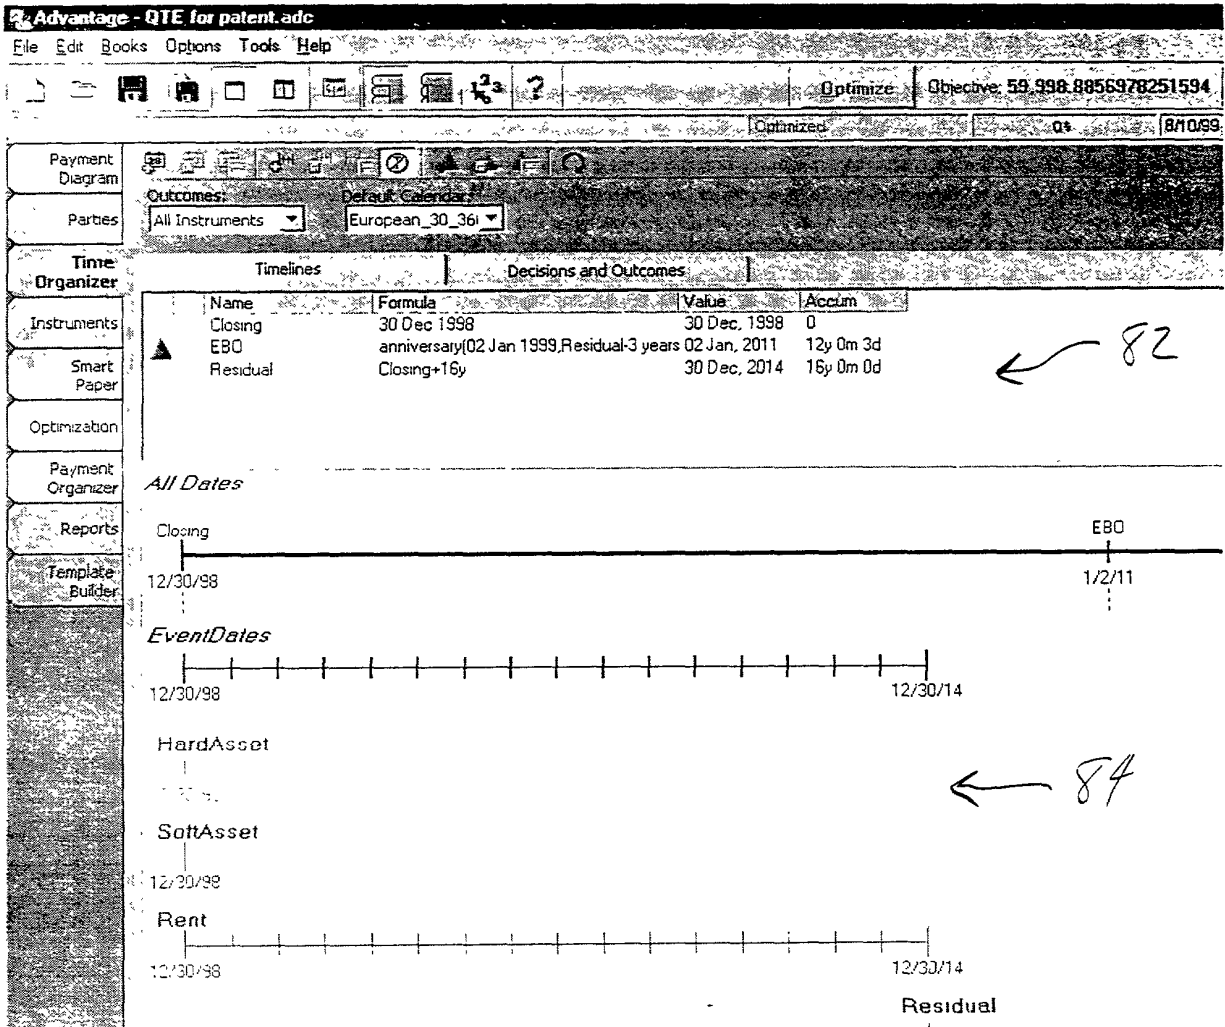 Advantage - QTE for patent.adc
File Edit Books Options Tools Help
Optimize Objective: 59,998.8856978251594
Optimized 0% 8/10/99
Payment Diagram
Parties
Time Organizer
Instruments
Smart Paper
Optimization
Payment Organizer
Reports
Template Builder
Outcomes: Default Calendar:
All Instruments European_30_36
Timelines Decisions and Outcomes
Name Formula Value Accum
Closing 30 Dec 1998 30 Dec, 1998 0
EBO anniversary(02 Jan 1999,Residual-3 years 02 Jan, 2011 12y 0m 3d
Residual Closing+16y 30 Dec, 2014 16y 0m 0d
82
All Dates
Closing EBO
12/30/98 1/2/11
EventDates
12/30/98 12/30/14
HardAsset
84
SoftAsset
12/30/98
Rent
12/30/98 12/30/14
Residual